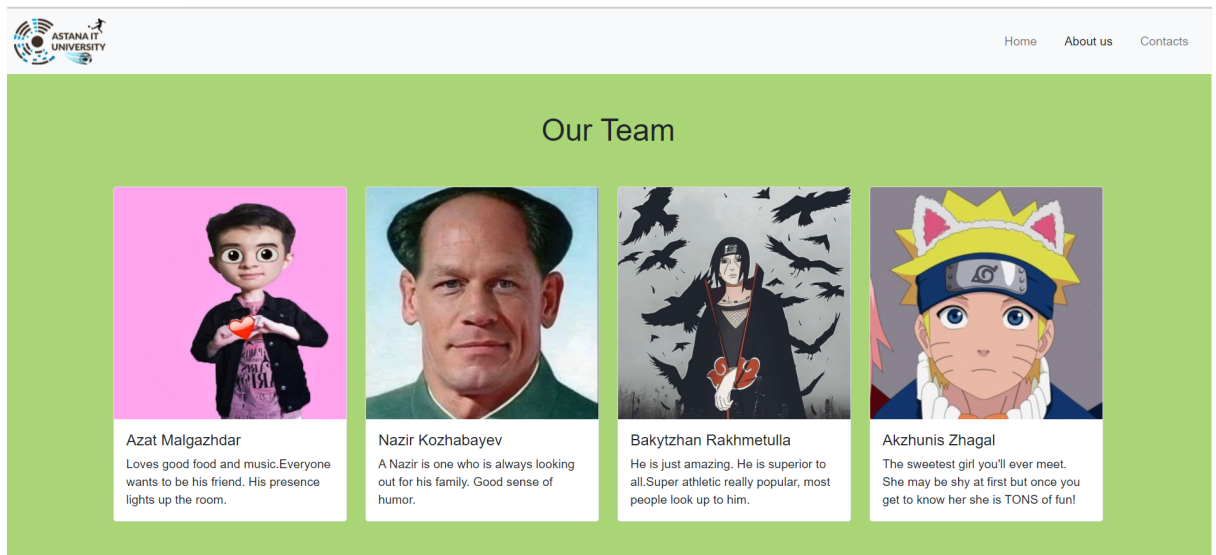 ASTANA IT
UNIVERSITY
Home About us Contacts
Our Team
Azat Malgazhdar
Loves good food and music.Everyone
wants to be his friend. His presence
lights up the room.
Nazir Kozhabayev
A Nazir is one who is always looking
out for his family. Good sense of
humor.
Bakytzhan Rakhmetulla
He is just amazing. He is superior to
all.Super athletic really popular, most
people look up to him.
Akzhunis Zhagal
The sweetest girl you'll ever meet.
She may be shy at first but once you
get to know her she is TONS of fun!